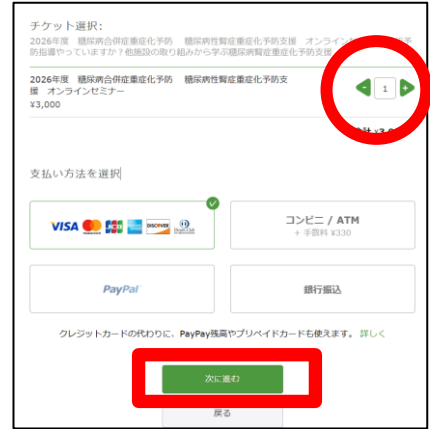 チケット選択:
2026年度 糖尿病合併症重症化予防 糖尿病性腎症重症化予防支援 オンライン
防指導やっていますか？他施設の取り組みから学ぶ糖尿病腎症重症化予防支援
2026年度 糖尿病合併症重症化予防 糖尿病性腎症重症化予防支
援 オンラインセミナー
- 1 +
¥3,000
支払い方法を選択
VISA JCB DISCOVER Diners Club
コンビニ / ATM
+ 手数料 ¥330
PayPal
銀行振込
クレジットカードの代わりに、PayPay残高やプリペイドカードも使えます。 詳しく
次に進む
戻る